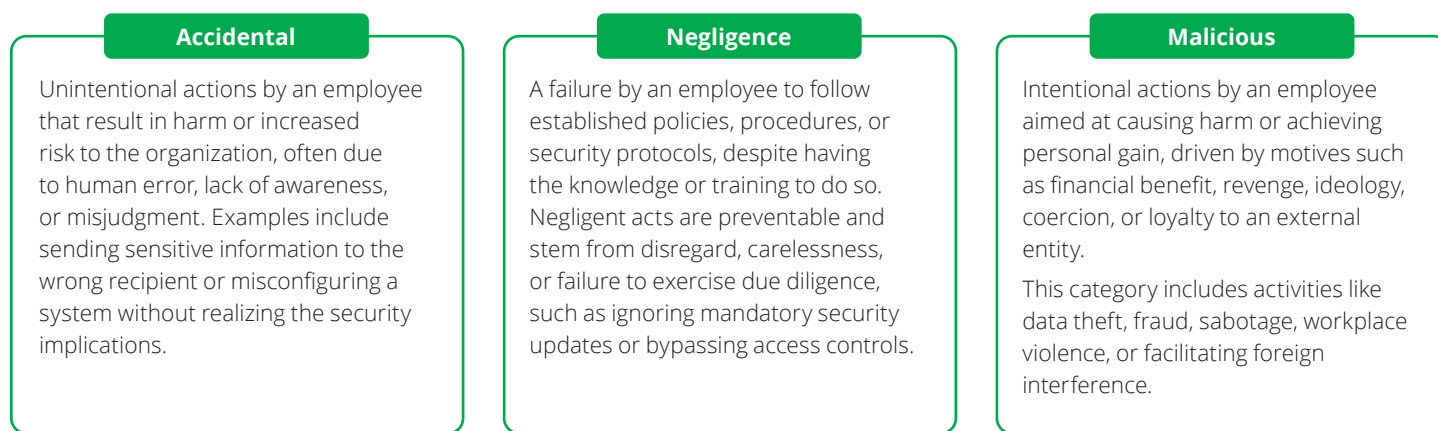 Accidental
Unintentional actions by an employee
that result in harm or increased
risk to the organization, often due
to human error, lack of awareness,
or misjudgment. Examples include
sending sensitive information to the
wrong recipient or misconfiguring a
system without realizing the security
implications.
Negligence
A failure by an employee to follow
established policies, procedures, or
security protocols, despite having
the knowledge or training to do so.
Negligent acts are preventable and
stem from disregard, carelessness,
or failure to exercise due diligence,
such as ignoring mandatory security
updates or bypassing access controls.
Malicious
Intentional actions by an employee
aimed at causing harm or achieving
personal gain, driven by motives such
as financial benefit, revenge, ideology,
coercion, or loyalty to an external
entity.
This category includes activities like
data theft, fraud, sabotage, workplace
violence, or facilitating foreign
interference.